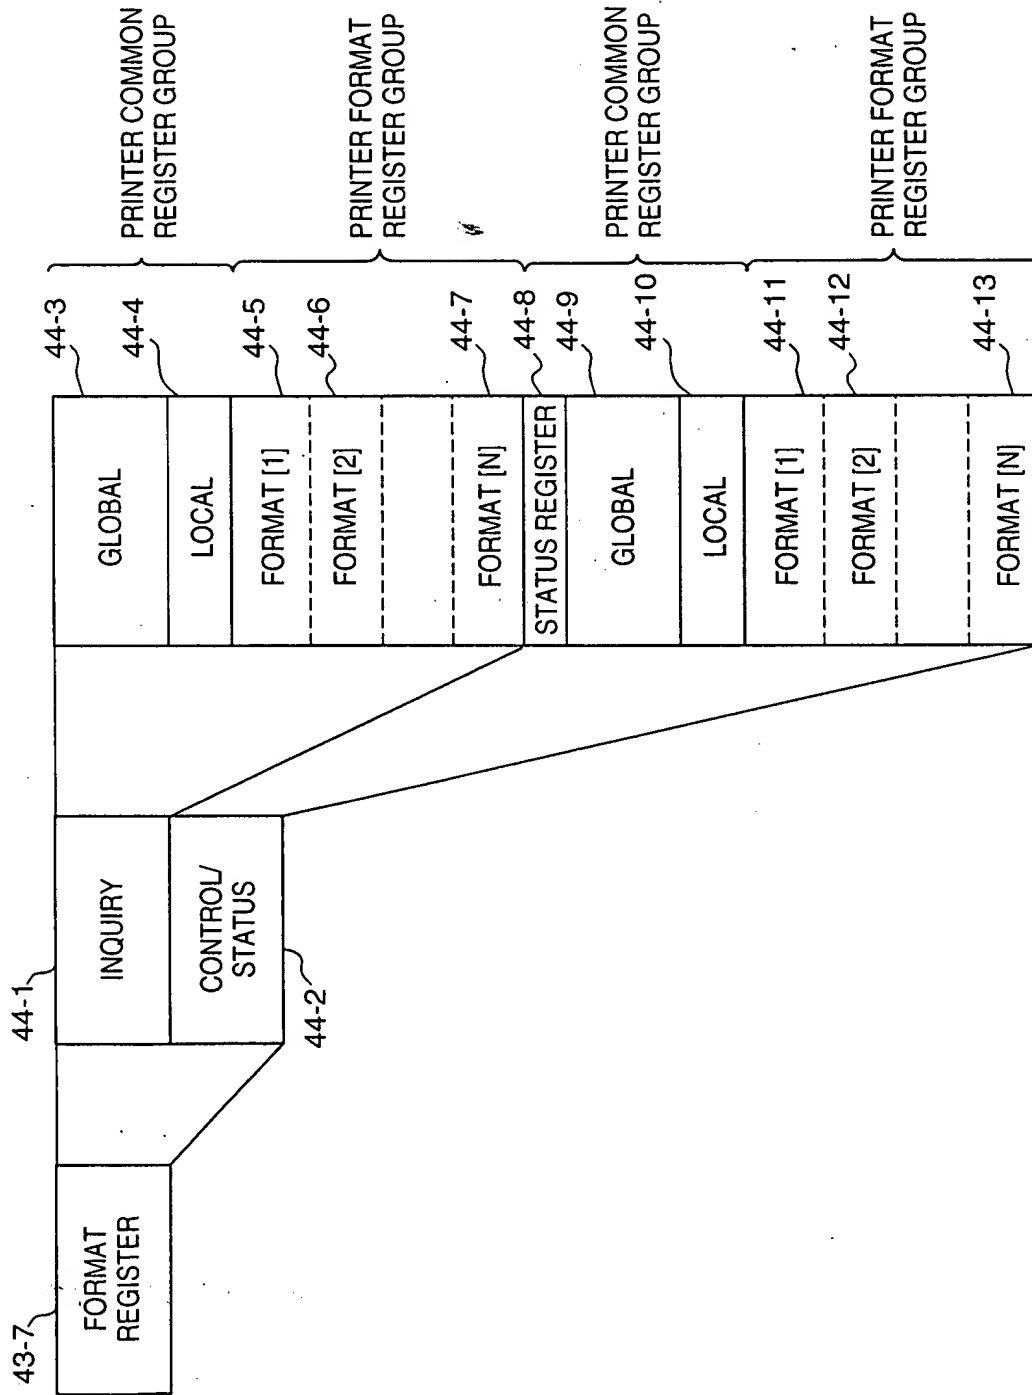 43-7
FORMAT
REGISTER
44-1
INQUIRY
CONTROL/
STATUS
44-2
44-3
GLOBAL
44-4
LOCAL
44-5
FORMAT [1]
44-6
FORMAT [2]
44-7
FORMAT [N]
44-8
STATUS REGISTER
44-9
GLOBAL
44-10
LOCAL
44-11
FORMAT [1]
44-12
FORMAT [2]
44-13
FORMAT [N]
PRINTER COMMON
REGISTER GROUP
PRINTER FORMAT
REGISTER GROUP
PRINTER COMMON
REGISTER GROUP
PRINTER FORMAT
REGISTER GROUP